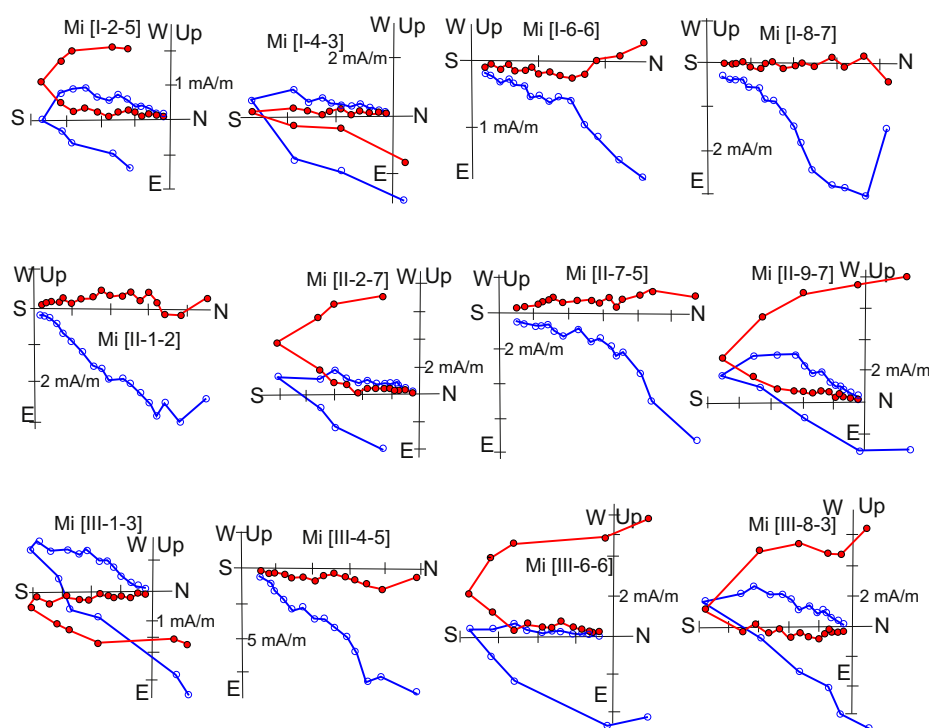 Mi [I-2-5]
W Up
1 mA/m
S
N
E
Mi [I-4-3]
W Up
2 mA/m
S
N
E
Mi [I-6-6]
W Up
S
N
1 mA/m
E
Mi [I-8-7]
W Up
S
N
2 mA/m
E
W Up
S
N
Mi [II-1-2]
2 mA/m
E
Mi [II-2-7]
W Up
2 mA/m
S
N
E
W Up
Mi [II-7-5]
S
N
2 mA/m
E
Mi [II-9-7]
W Up
2 mA/m
S
N
E
Mi [III-1-3]
W Up
S
N
1 mA/m
E
W Up
Mi [III-4-5]
S
N
5 mA/m
E
W Up
Mi [III-6-6]
2 mA/m
S
N
E
W Up
Mi [III-8-3]
2 mA/m
S
N
E